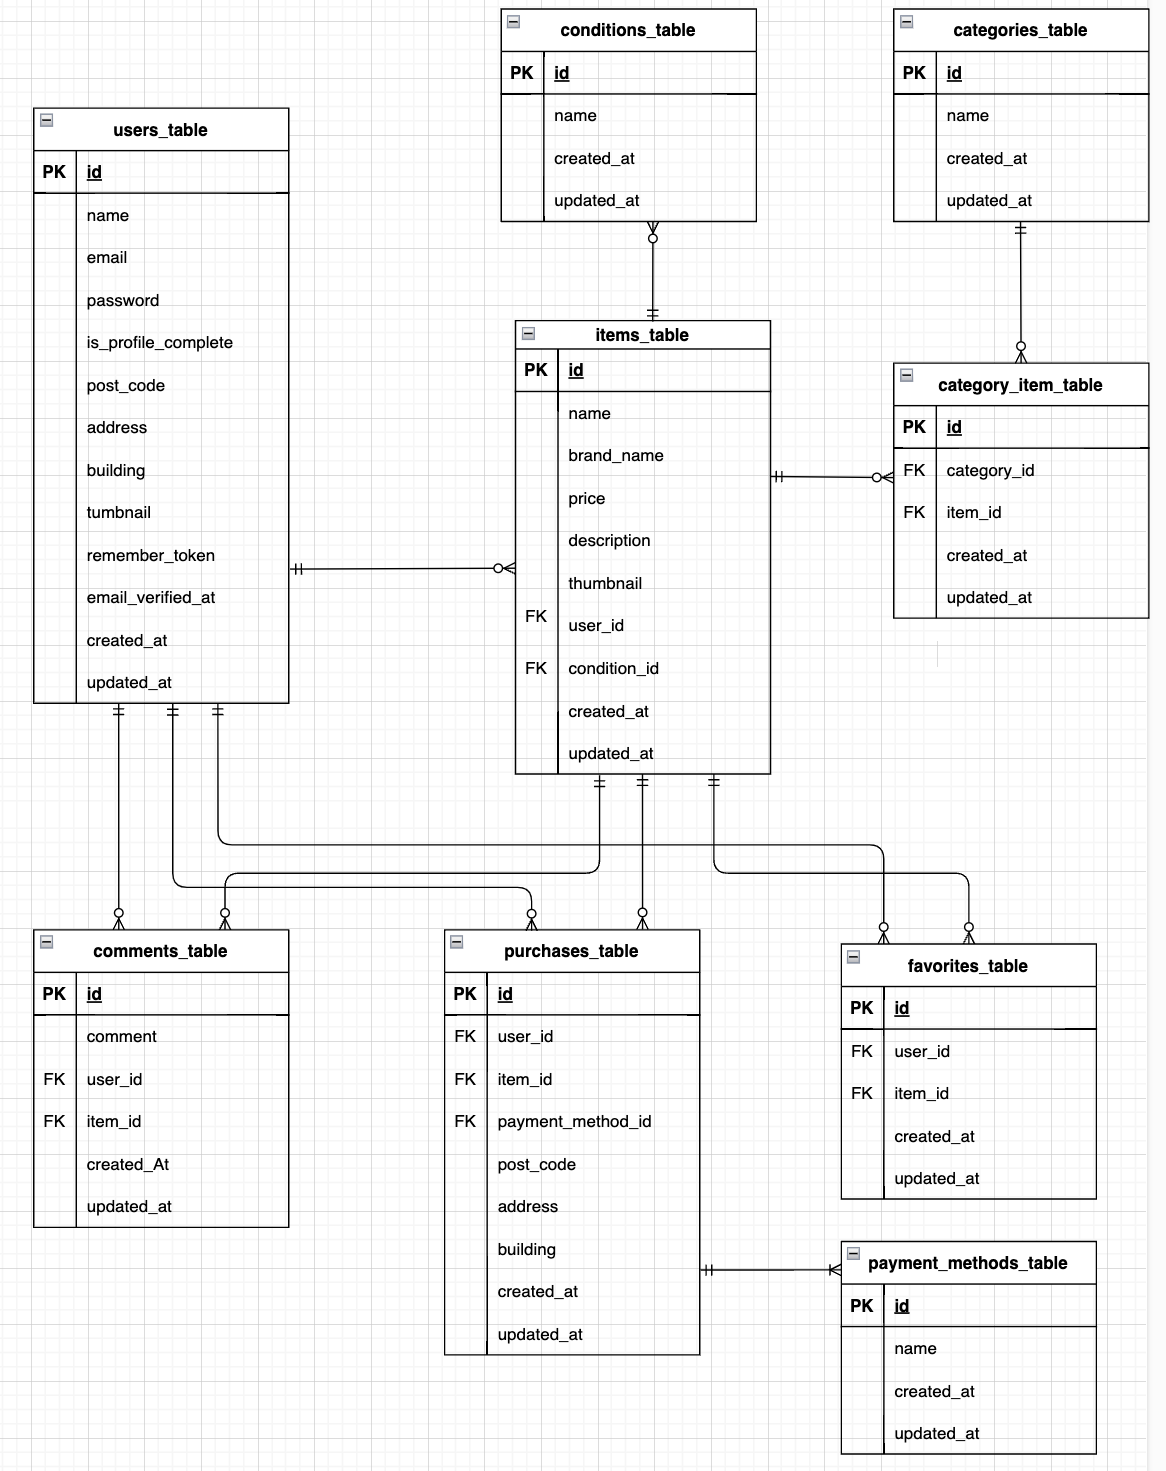 conditions_table
PK id
name
created_at
updated_at
categories_table
PK id
name
created_at
updated_at
users_table
PK id
name
email
password
is_profile_complete
post_code
address
building
tumbnail
remember_token
email_verified_at
created_at
updated_at
items_table
PK id
name
brand_name
price
description
thumbnail
FK user_id
FK condition_id
created_at
updated_at
category_item_table
PK id
FK category_id
FK item_id
created_at
updated_at
comments_table
PK id
comment
FK user_id
FK item_id
created_At
updated_at
purchases_table
PK id
FK user_id
FK item_id
FK payment_method_id
post_code
address
building
created_at
updated_at
favorites_table
PK id
FK user_id
FK item_id
created_at
updated_at
payment_methods_table
PK id
name
created_at
updated_at